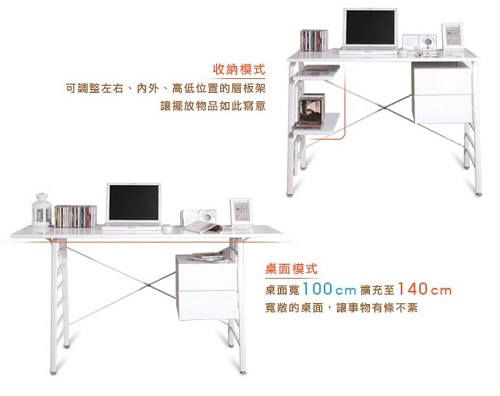 收納模式
可調整左右、內外、高低位置的層板架
讓擺放物品如此寫意
桌面模式
桌面寬100cm 擴充至140cm
寬敞的桌面，讓事物有條不紊